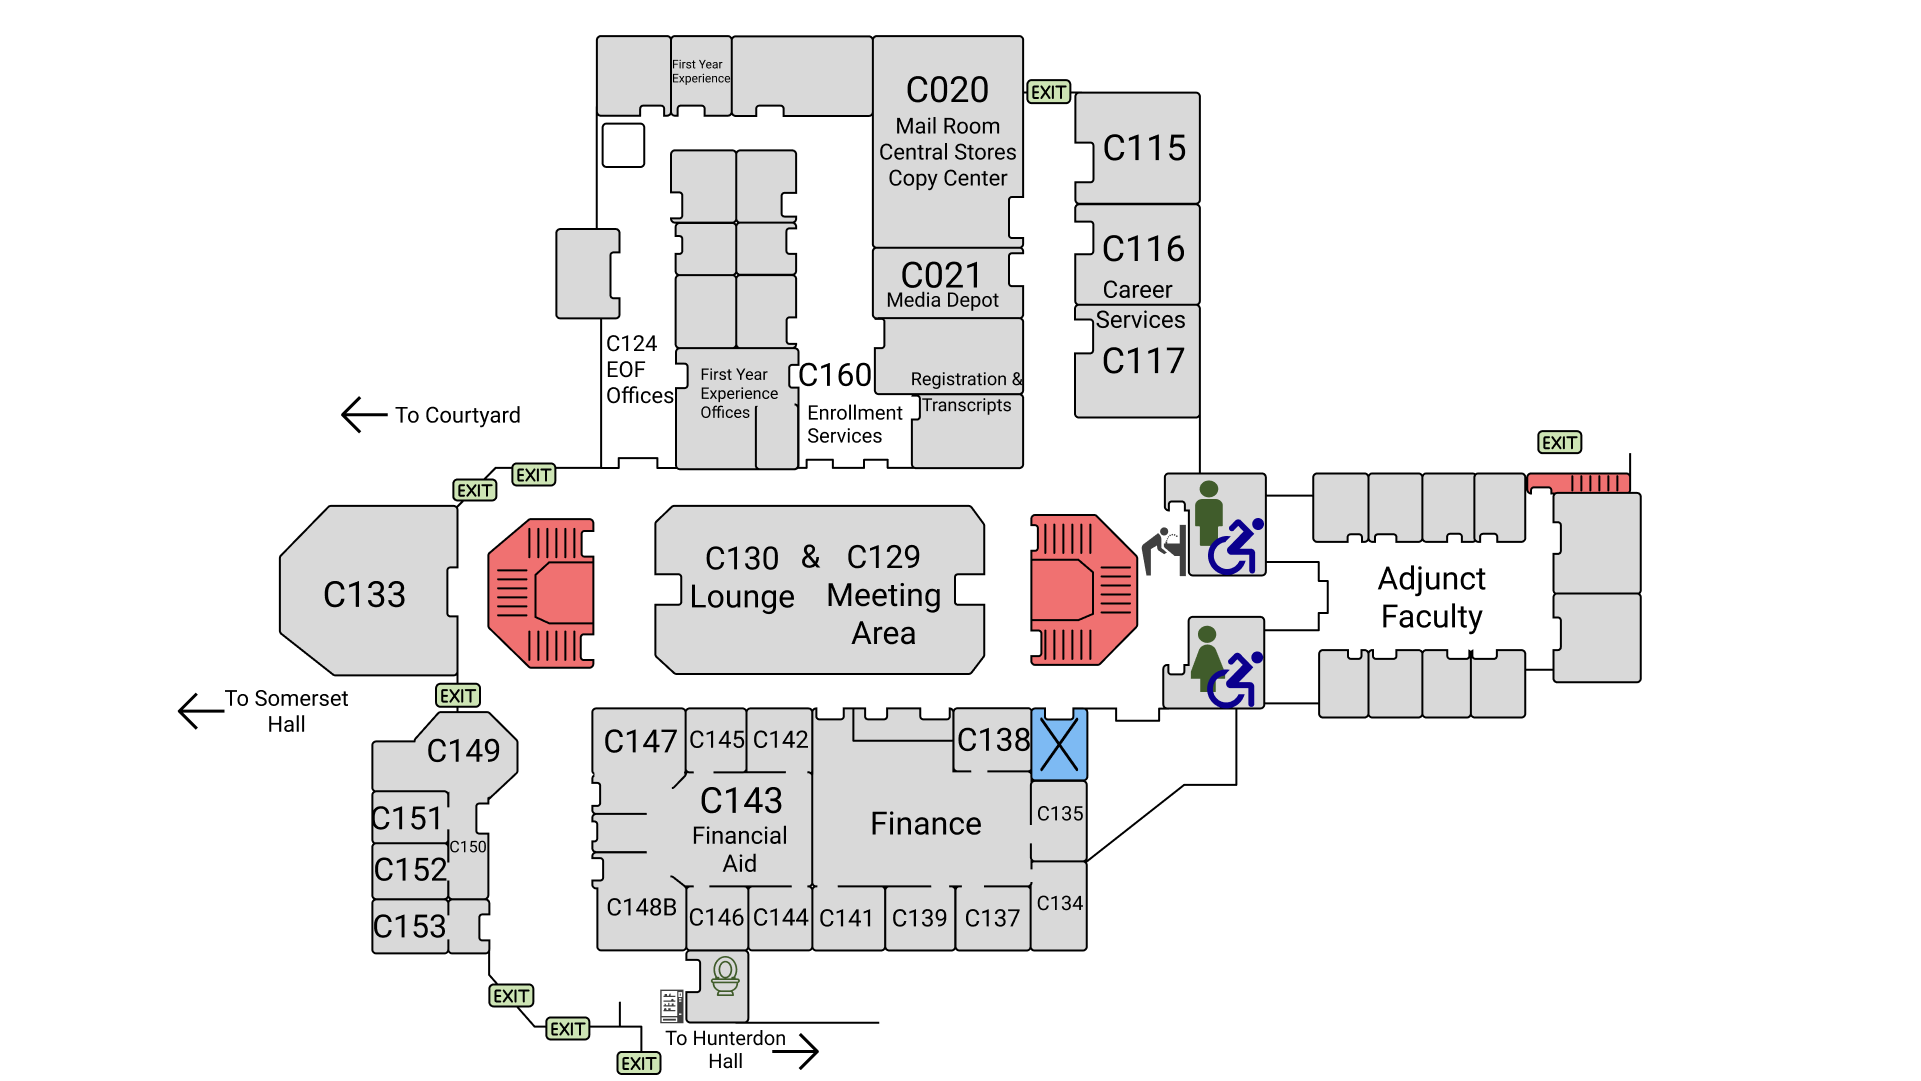 First Year
Experience
C020
Mail Room
Central Stores
Copy Center
EXIT
C115
C116
Career
Services
C117
C021
Media Depot
C124
EOF
Offices
First Year
Experience
Offices
C160
Enrollment
Services
Registration &
Transcripts
To Courtyard
EXIT
EXIT
EXIT
C133
C130 & C129
Lounge
Meeting
Area
Adjunct
Faculty
To Somerset
Hall
EXIT
C149
C151
C150
C152
C153
C147
C145
C142
C138
C143
Financial
Aid
Finance
C135
C134
C148B
C146
C144
C141
C139
C137
EXIT
EXIT
EXIT
To Hunterdon
Hall